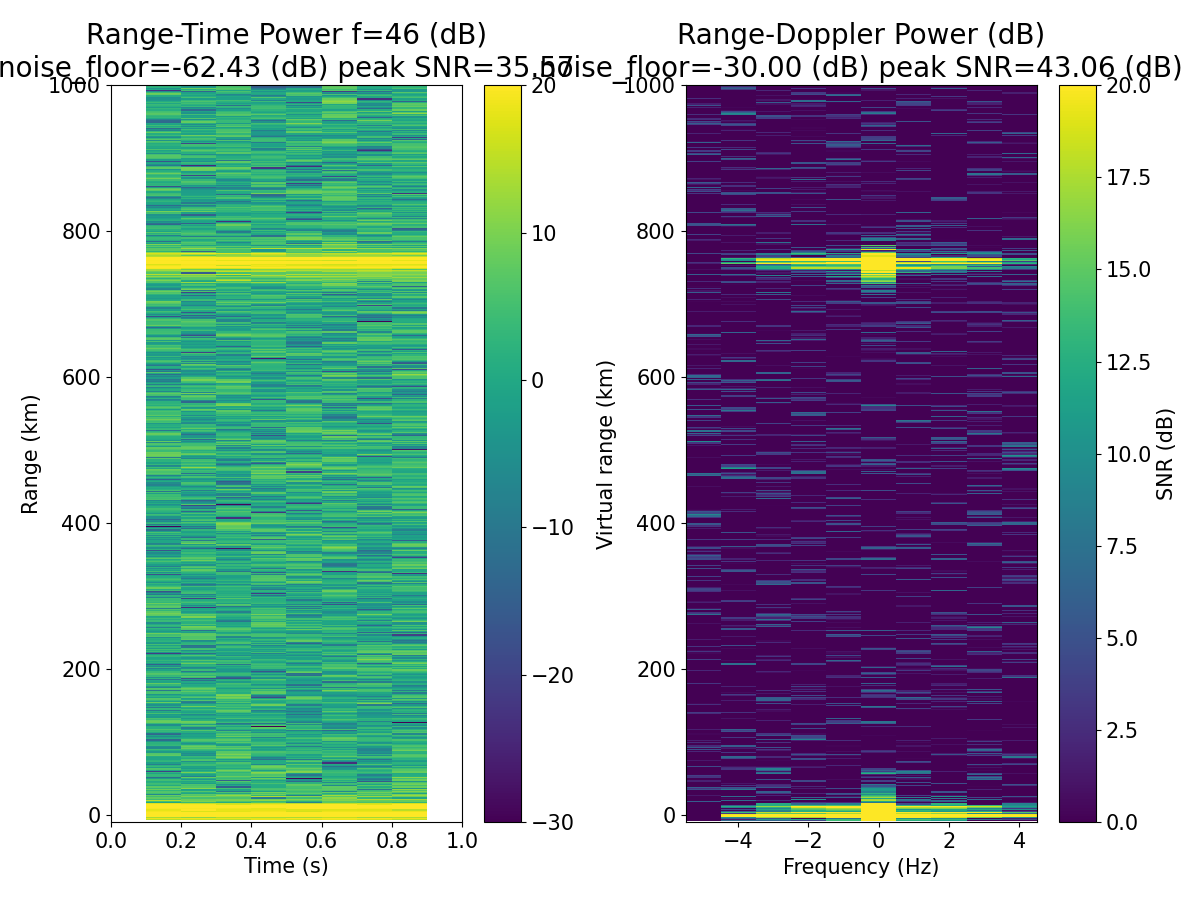 Range-Time Power f=46 (dB)
noise_floor=-62.43 (dB) peak SNR=35.57
Range-Doppler Power (dB)
noise_floor=-30.00 (dB) peak SNR=43.06 (dB)
1000
800
600
400
200
0
Range (km)
0.0 0.2 0.4 0.6 0.8 1.0
Time (s)
20
10
0
−10
−20
−30
1000
800
600
400
200
0
Virtual range (km)
−4 −2 0 2 4
Frequency (Hz)
20.0
17.5
15.0
12.5
10.0
7.5
5.0
2.5
0.0
SNR (dB)